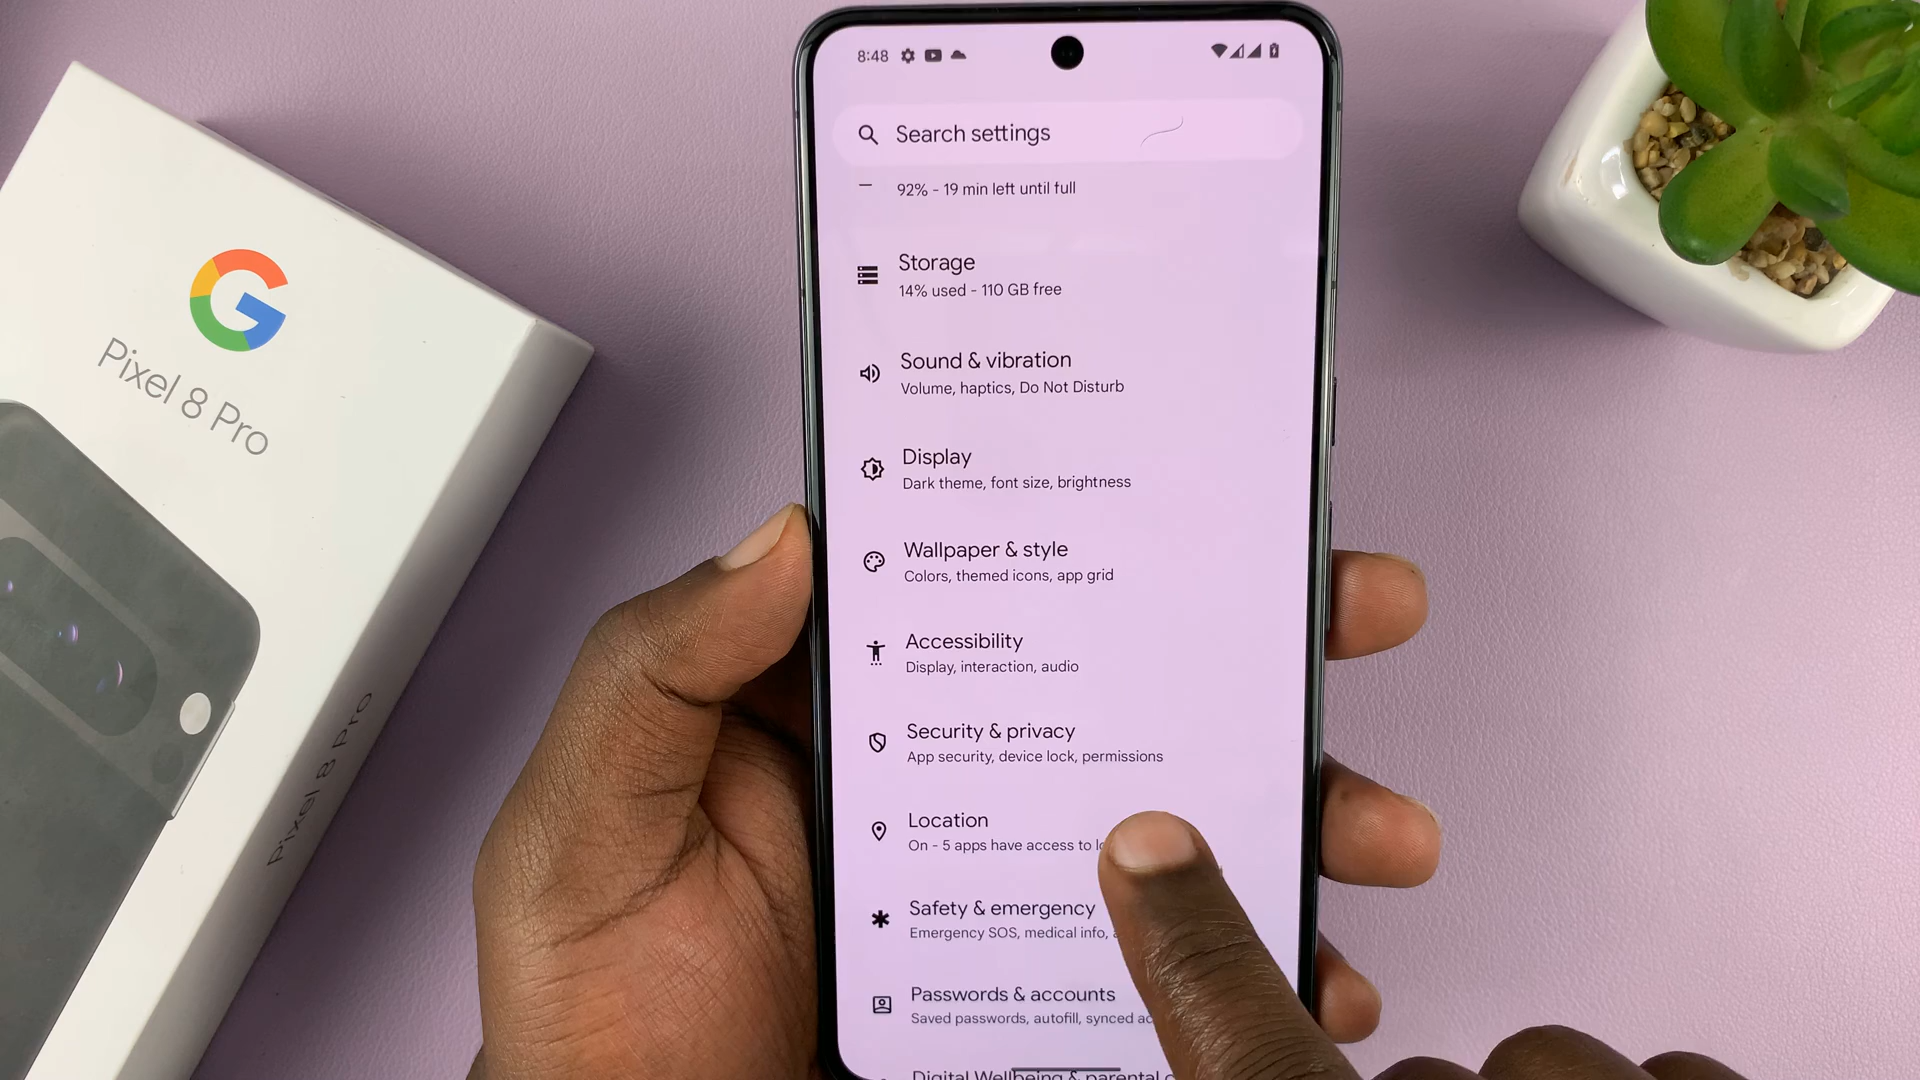 8:48
Search settings
92% - 19 min left until full
Storage
14% used - 110 GB free
Sound & vibration
Volume, haptics, Do Not Disturb
Display
Dark theme, font size, brightness
Wallpaper & style
Colors, themed icons, app grid
Accessibility
Display, interaction, audio
Security & privacy
App security, device lock, permissions
Location
On - 5 apps have access to
Safety & emergency
Emergency SOS, medical info,
Passwords & accounts
Saved passwords, autofill, synced
Digital Wellbeing & parental
G
Pixel 8 Pro
Pixel 8 Pro